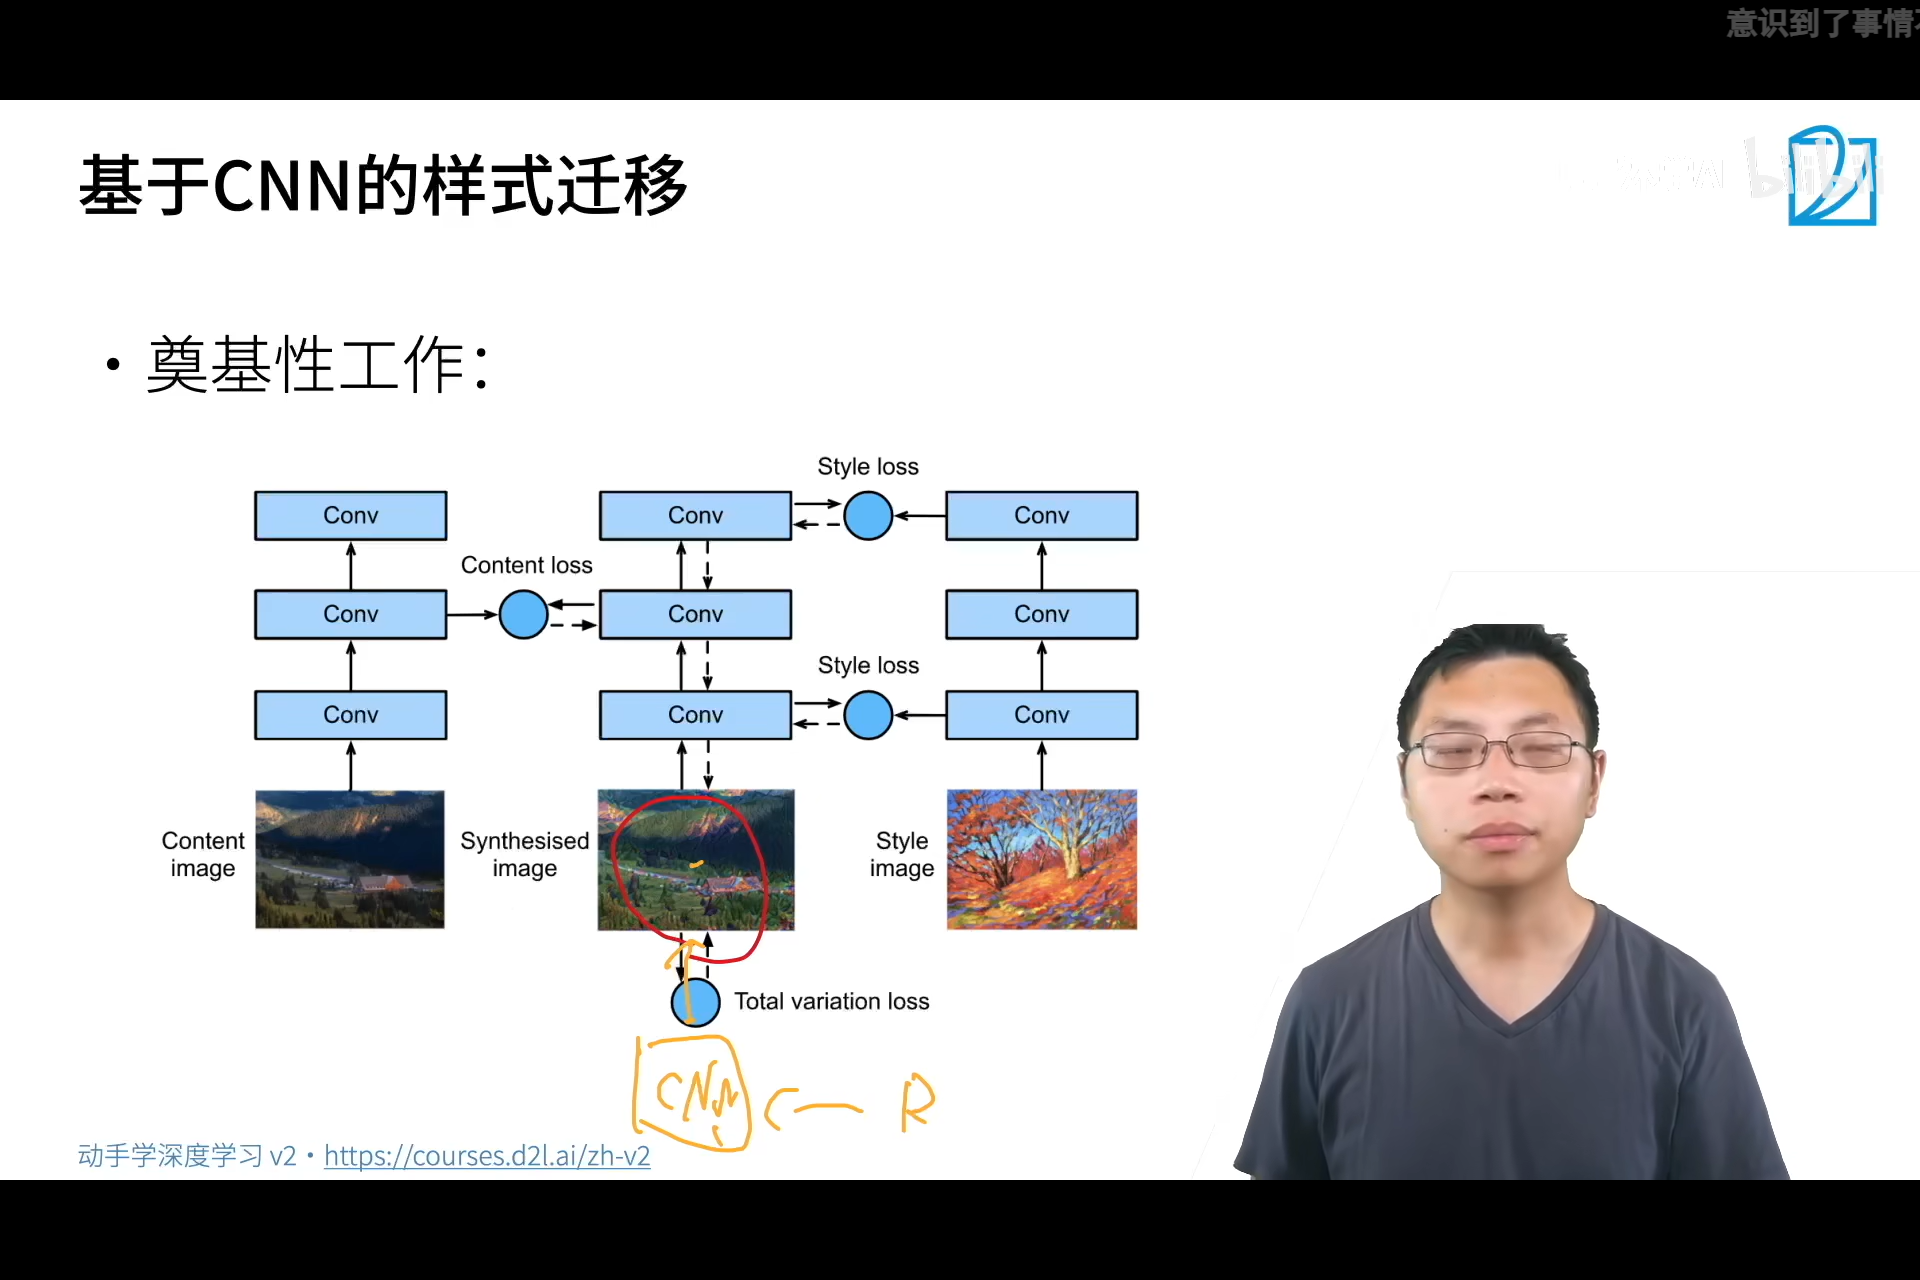 意识到了事情
基于CNN的样式迁移
bilibili
• 奠基性工作：
Style loss
Conv
Conv
Conv
Content loss
Conv
Conv
Conv
Style loss
Conv
Conv
Conv
Content image
Synthesised image
Style image
Total variation loss
CNN
R
动手学深度学习 v2 • https://courses.d2l.ai/zh-v2